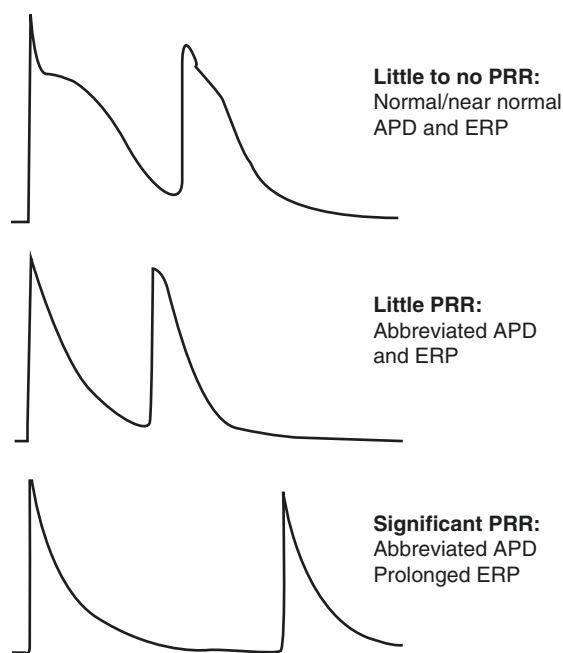 Little to no PRR:
Normal/near normal
APD and ERP
Little PRR:
Abbreviated APD
and ERP
Significant PRR:
Abbreviated APD
Prolonged ERP